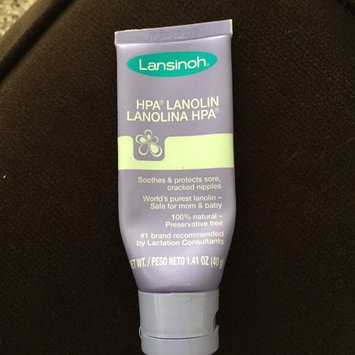 Lansinoh®
HPA® LANOLIN
LANOLINA HPA®
Soothes & protects sore,
cracked nipples
World's purest lanolin –
Safe for mom & baby
100% natural –
Preservative free
#1 brand recommended
by Lactation Consultants
NET WT. / PESO NETO 1.41 OZ (40 g)